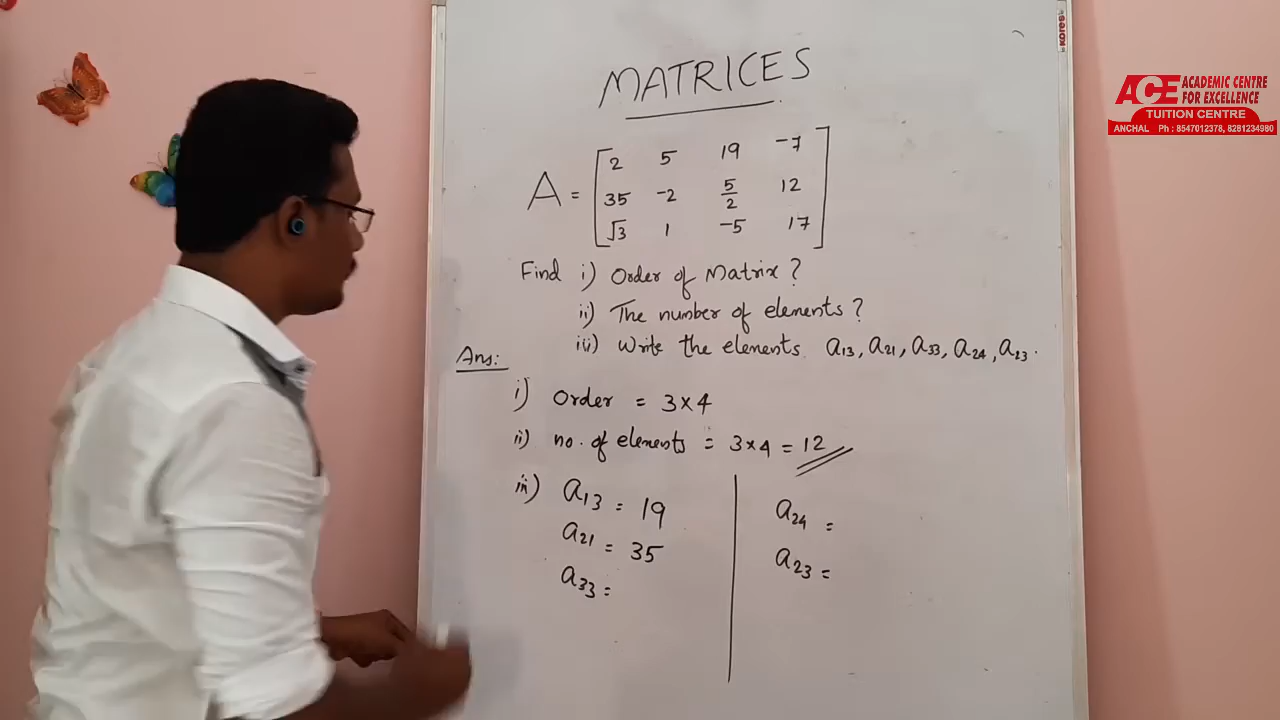 KORES
ACE ACADEMIC CENTRE
FOR EXCELLENCE
TUITION CENTRE
ANCHAL Ph : 8547012378, 8281234980
MATRICES
A = [ 2 5 19 -7
35 -2 5/2 12
√3 1 -5 17 ]
Find i) Order of Matrix ?
ii) The number of elements ?
iii) Write the elements a13, a21, a33, a24, a23.
Ans:
i) Order = 3×4
ii) no. of elements = 3×4 = 12
iii) a13 = 19
a21 = 35
a33 =
a24 =
a23 =